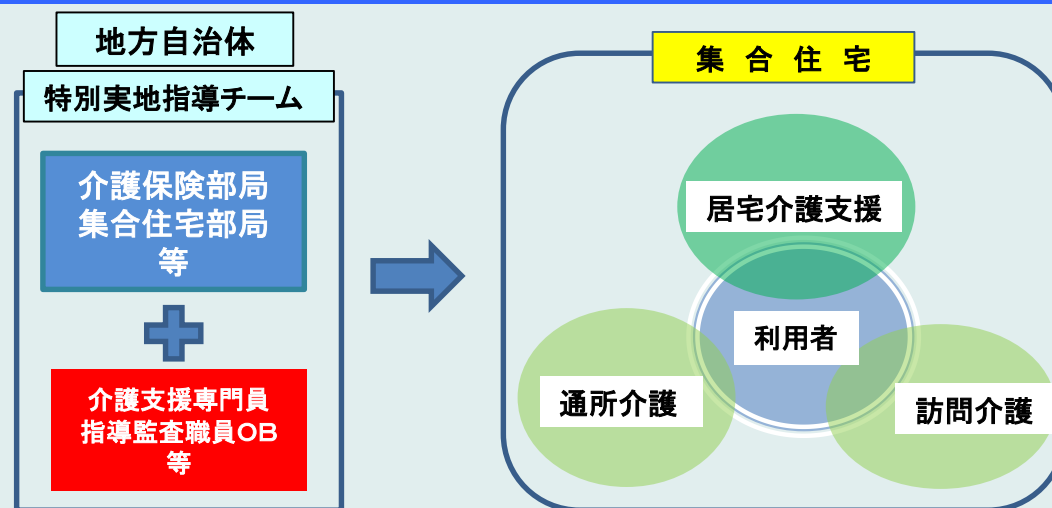 地方自治体
特別実地指導チーム
介護保険部局
集合住宅部局
等
介護支援専門員
指導監査職員OB
等
集合住宅
居宅介護支援
利用者
通所介護
訪問介護